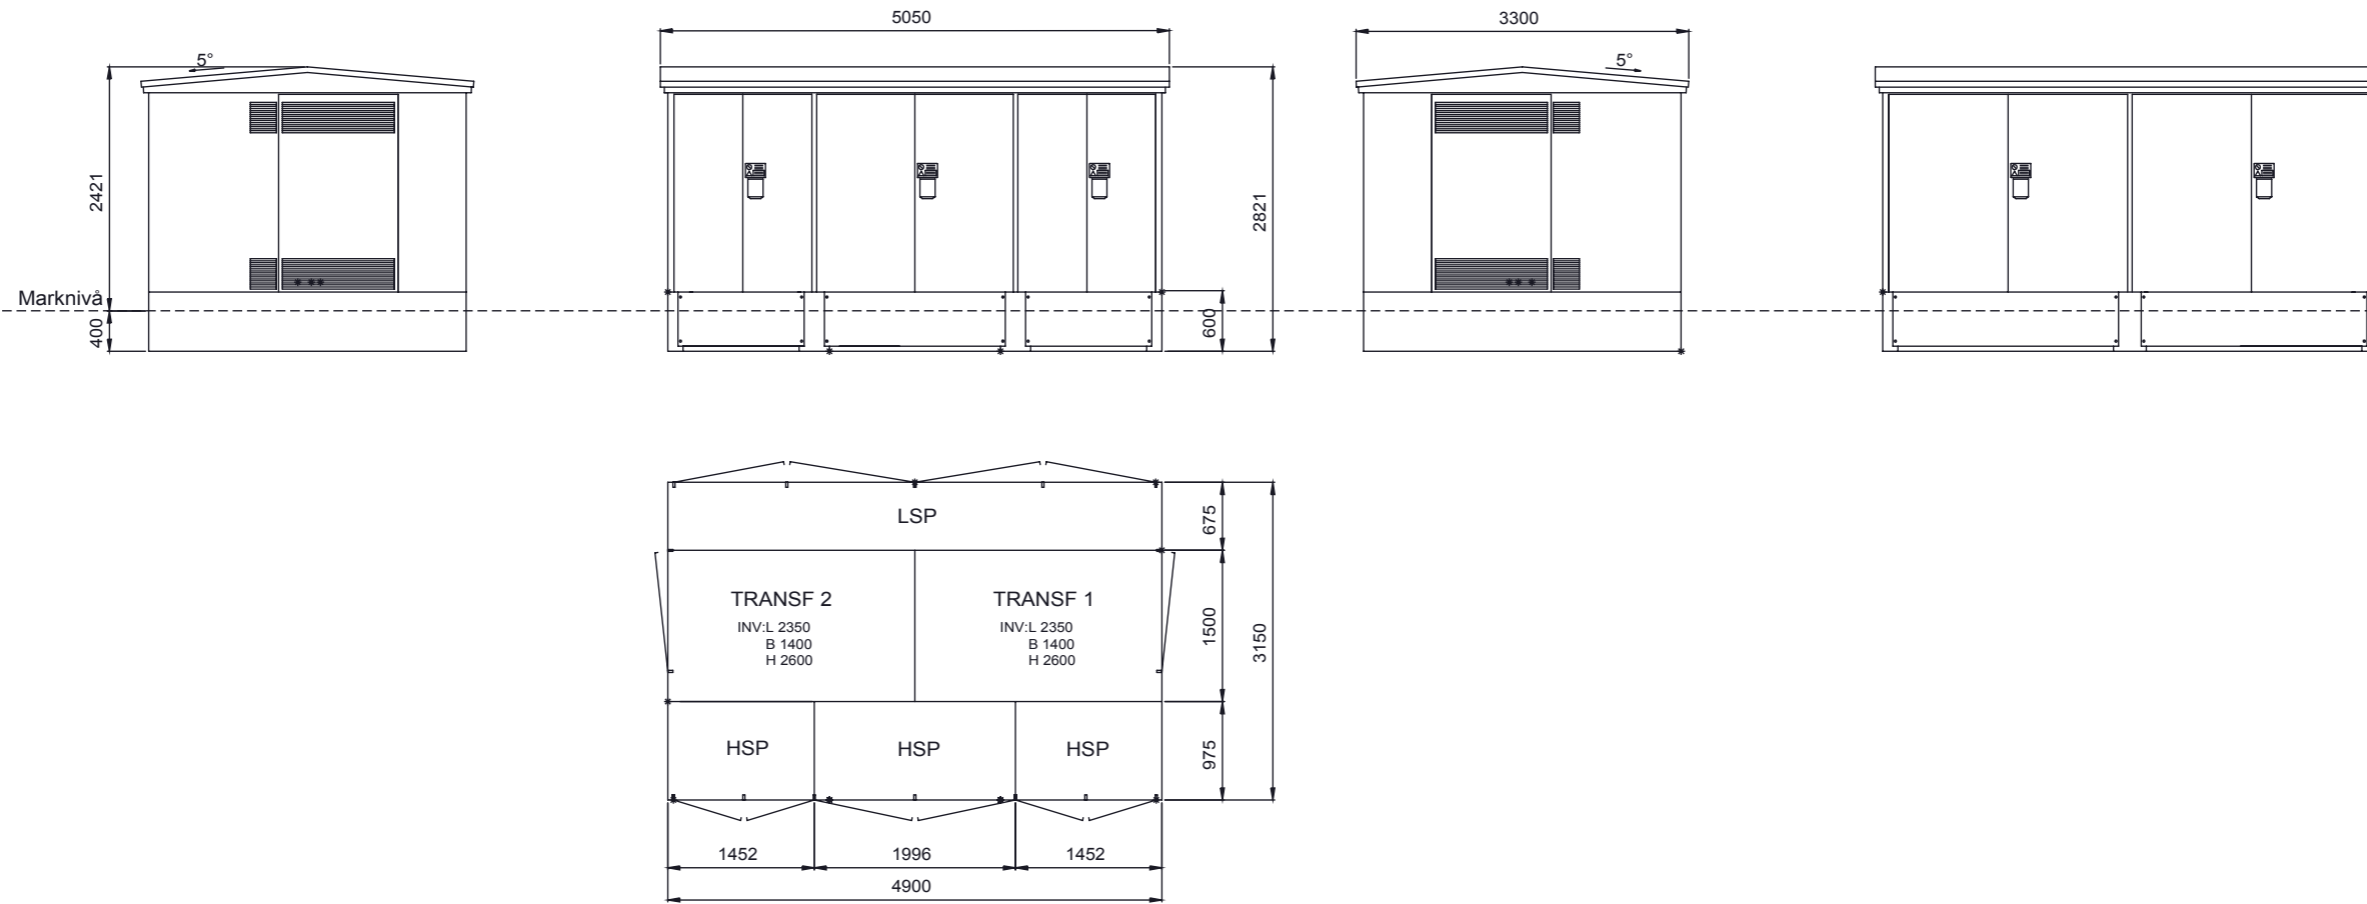 5050
3300
5°
5°
2421
2821
Marknivå
400
600
LSP
675
TRANSF 2
INV:L 2350
B 1400
H 2600
TRANSF 1
INV:L 2350
B 1400
H 2600
1500
3150
HSP
HSP
HSP
975
1452
1996
1452
4900